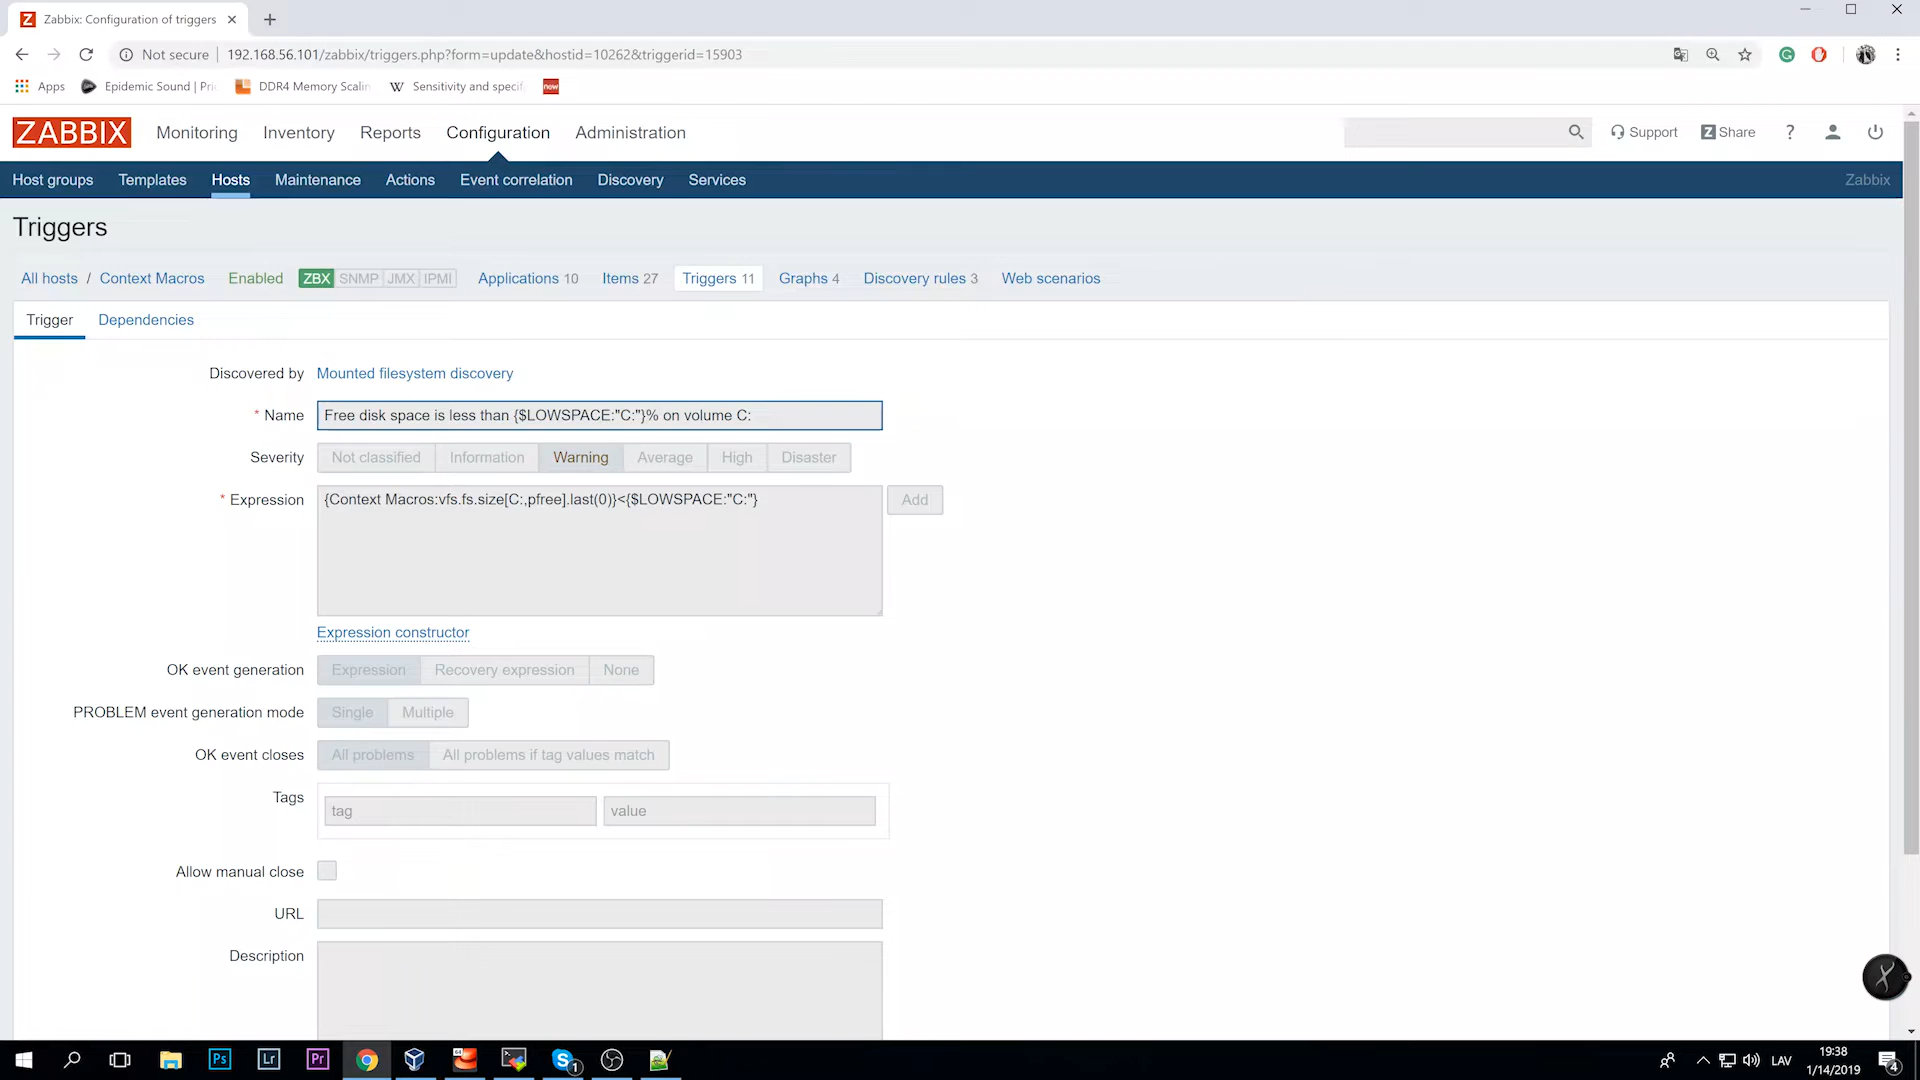 Zabbix: Configuration of triggers
Not secure
192.168.56.101/zabbix/triggers.php?form=update&hostid=10262&triggerid=15903
Apps
Epidemic Sound | Pri
DDR4 Memory Scalin
W Sensitivity and specif
now
ZABBIX
Monitoring Inventory Reports Configuration Administration
Support
Z Share
?
Host groups Templates Hosts Maintenance Actions Event correlation Discovery Services
Zabbix
Triggers
All hosts / Context Macros Enabled ZBX SNMP JMX IPMI Applications 10 Items 27 Triggers 11 Graphs 4 Discovery rules 3 Web scenarios
Trigger Dependencies
Discovered by Mounted filesystem discovery
* Name Free disk space is less than {$LOWSPACE:"C:"}% on volume C:
Severity Not classified Information Warning Average High Disaster
* Expression {Context Macros:vfs.fs.size[C:,pfree].last(0)}<{$LOWSPACE:"C:"} Add
Expression constructor
OK event generation Expression Recovery expression None
PROBLEM event generation mode Single Multiple
OK event closes All problems All problems if tag values match
Tags tag value
Allow manual close
URL
Description
Ps Lr Pr
64
S 1
LAV
19:38
1/14/2019
4